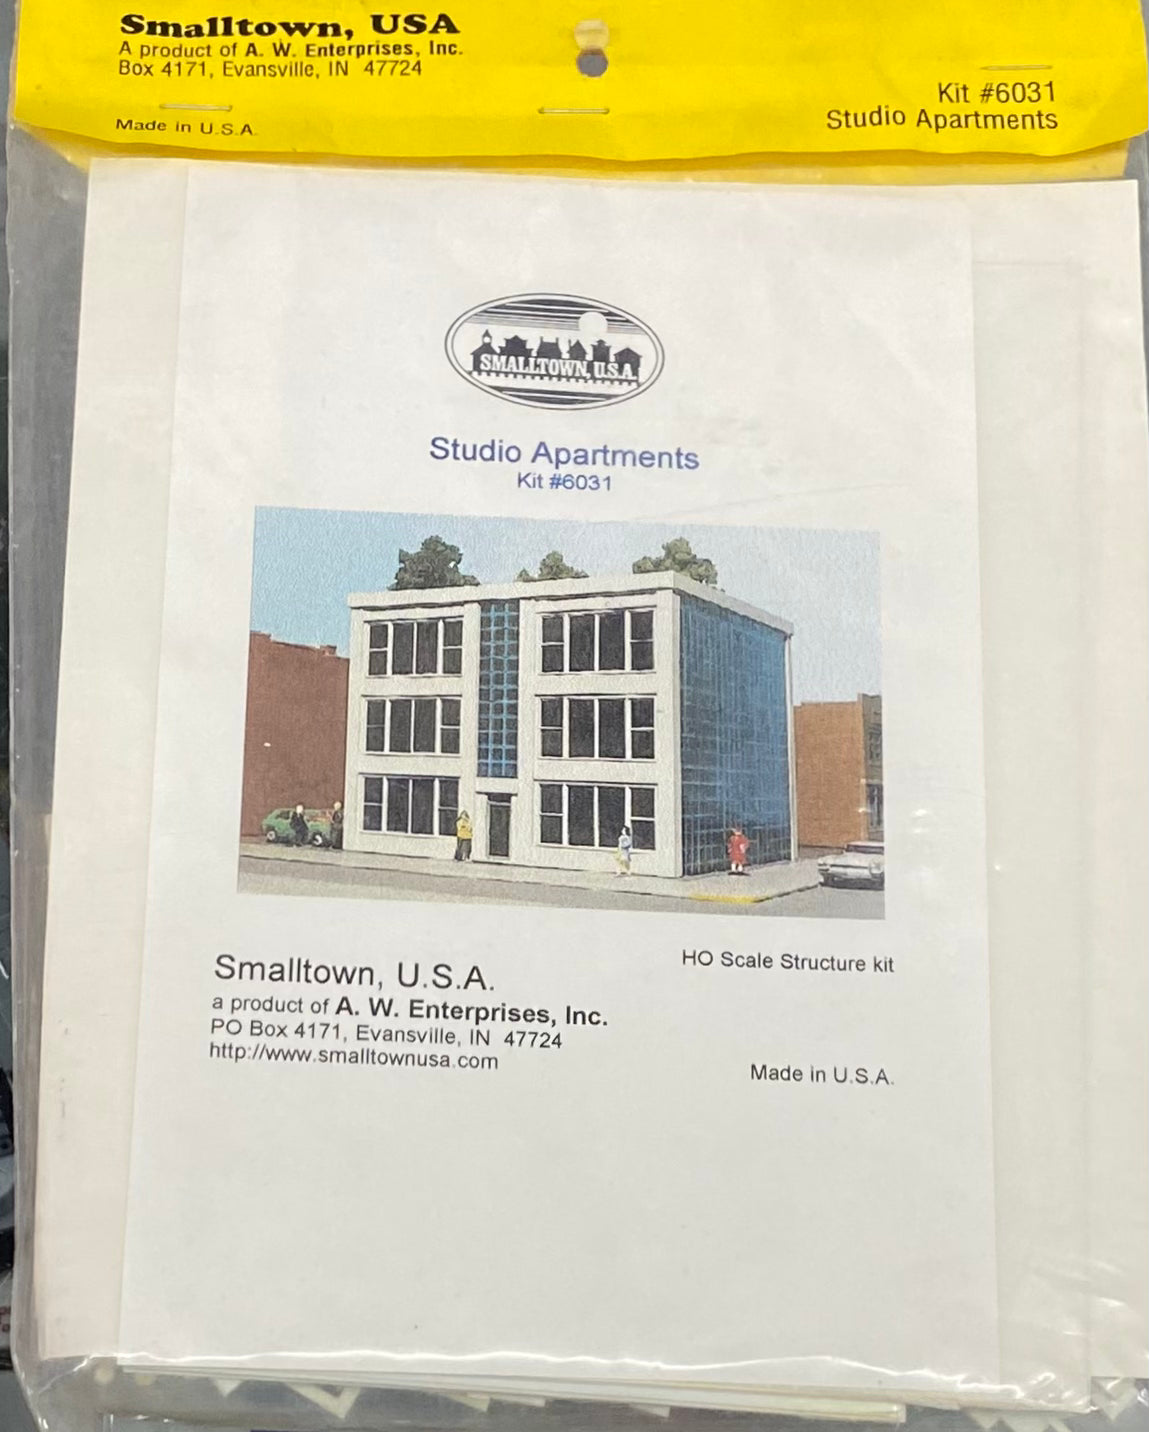 Smalltown, USA
A product of A. W. Enterprises, Inc.
Box 4171, Evansville, IN 47724
Made in U.S.A.
Kit #6031
Studio Apartments
SMALLTOWN, U.S.A.
Studio Apartments
Kit #6031
Smalltown, U.S.A.
a product of A. W. Enterprises, Inc.
PO Box 4171, Evansville, IN 47724
http://www.smalltownusa.com
HO Scale Structure kit
Made in U.S.A.